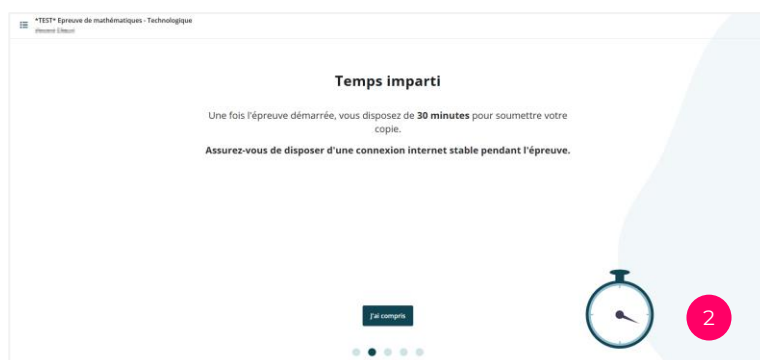 *TEST* Epreuve de mathématiques - Technologique
Temps imparti
Une fois l'épreuve démarrée, vous disposez de 30 minutes pour soumettre votre
copie.
Assurez-vous de disposer d'une connexion internet stable pendant l'épreuve.
J'ai compris
2